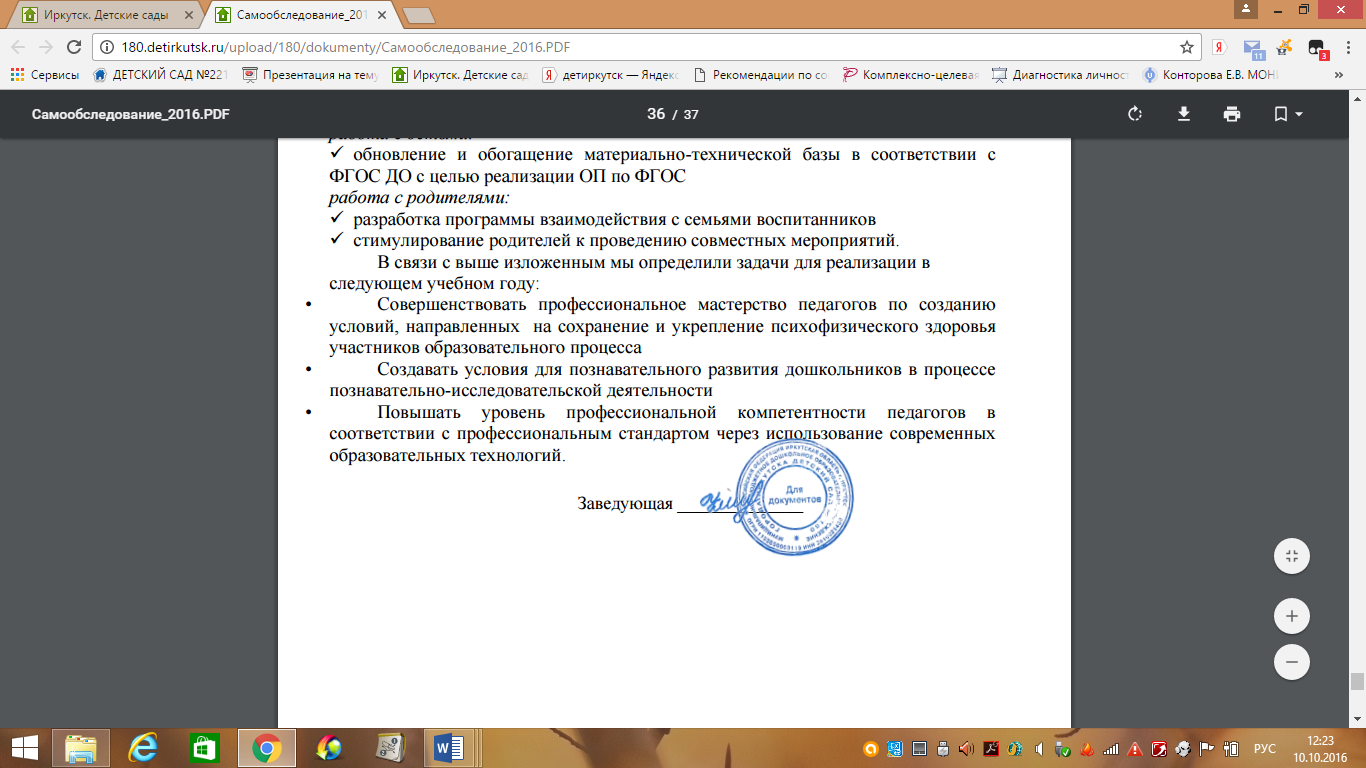 Иркутск. Детские сады
Самообследование_201
180.detirkutsk.ru/upload/180/dokumenty/Самообследование_2016.PDF
11
3
Сервисы
ДЕТСКИЙ САД №221
Презентация на тему
Иркутск. Детские сад
детиркутск — Яндекс
Рекомендации по со
Комплексно-целевая
Диагностика личност
Конторова Е.В. МОНИ
Самообследование_2016.PDF
36 / 37
работа с детьми:
✓ обновление и обогащение материально-технической базы в соответствии с
ФГОС ДО с целью реализации ОП по ФГОС
работа с родителями:
✓ разработка программы взаимодействия с семьями воспитанников
✓ стимулирование родителей к проведению совместных мероприятий.
В связи с выше изложенным мы определили задачи для реализации в
следующем учебном году:
• Совершенствовать профессиональное мастерство педагогов по созданию
условий, направленных на сохранение и укрепление психофизического здоровья
участников образовательного процесса
• Создавать условия для познавательного развития дошкольников в процессе
познавательно-исследовательской деятельности
• Повышать уровень профессиональной компетентности педагогов в
соответствии с профессиональным стандартом через использование современных
образовательных технологий.
Заведующая
Для
документов
РУС
12:23
10.10.2016